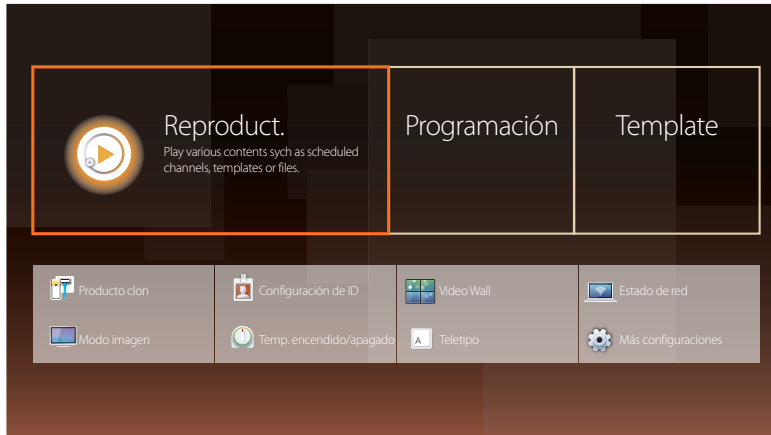 Reproduct.
Play various contents sych as scheduled
channels, templates or files.
Programación
Template
Producto clon
Configuración de ID
Video Wall
Estado de red
Modo imagen
Temp. encendido/apagado
A
Teletipo
Más configuraciones